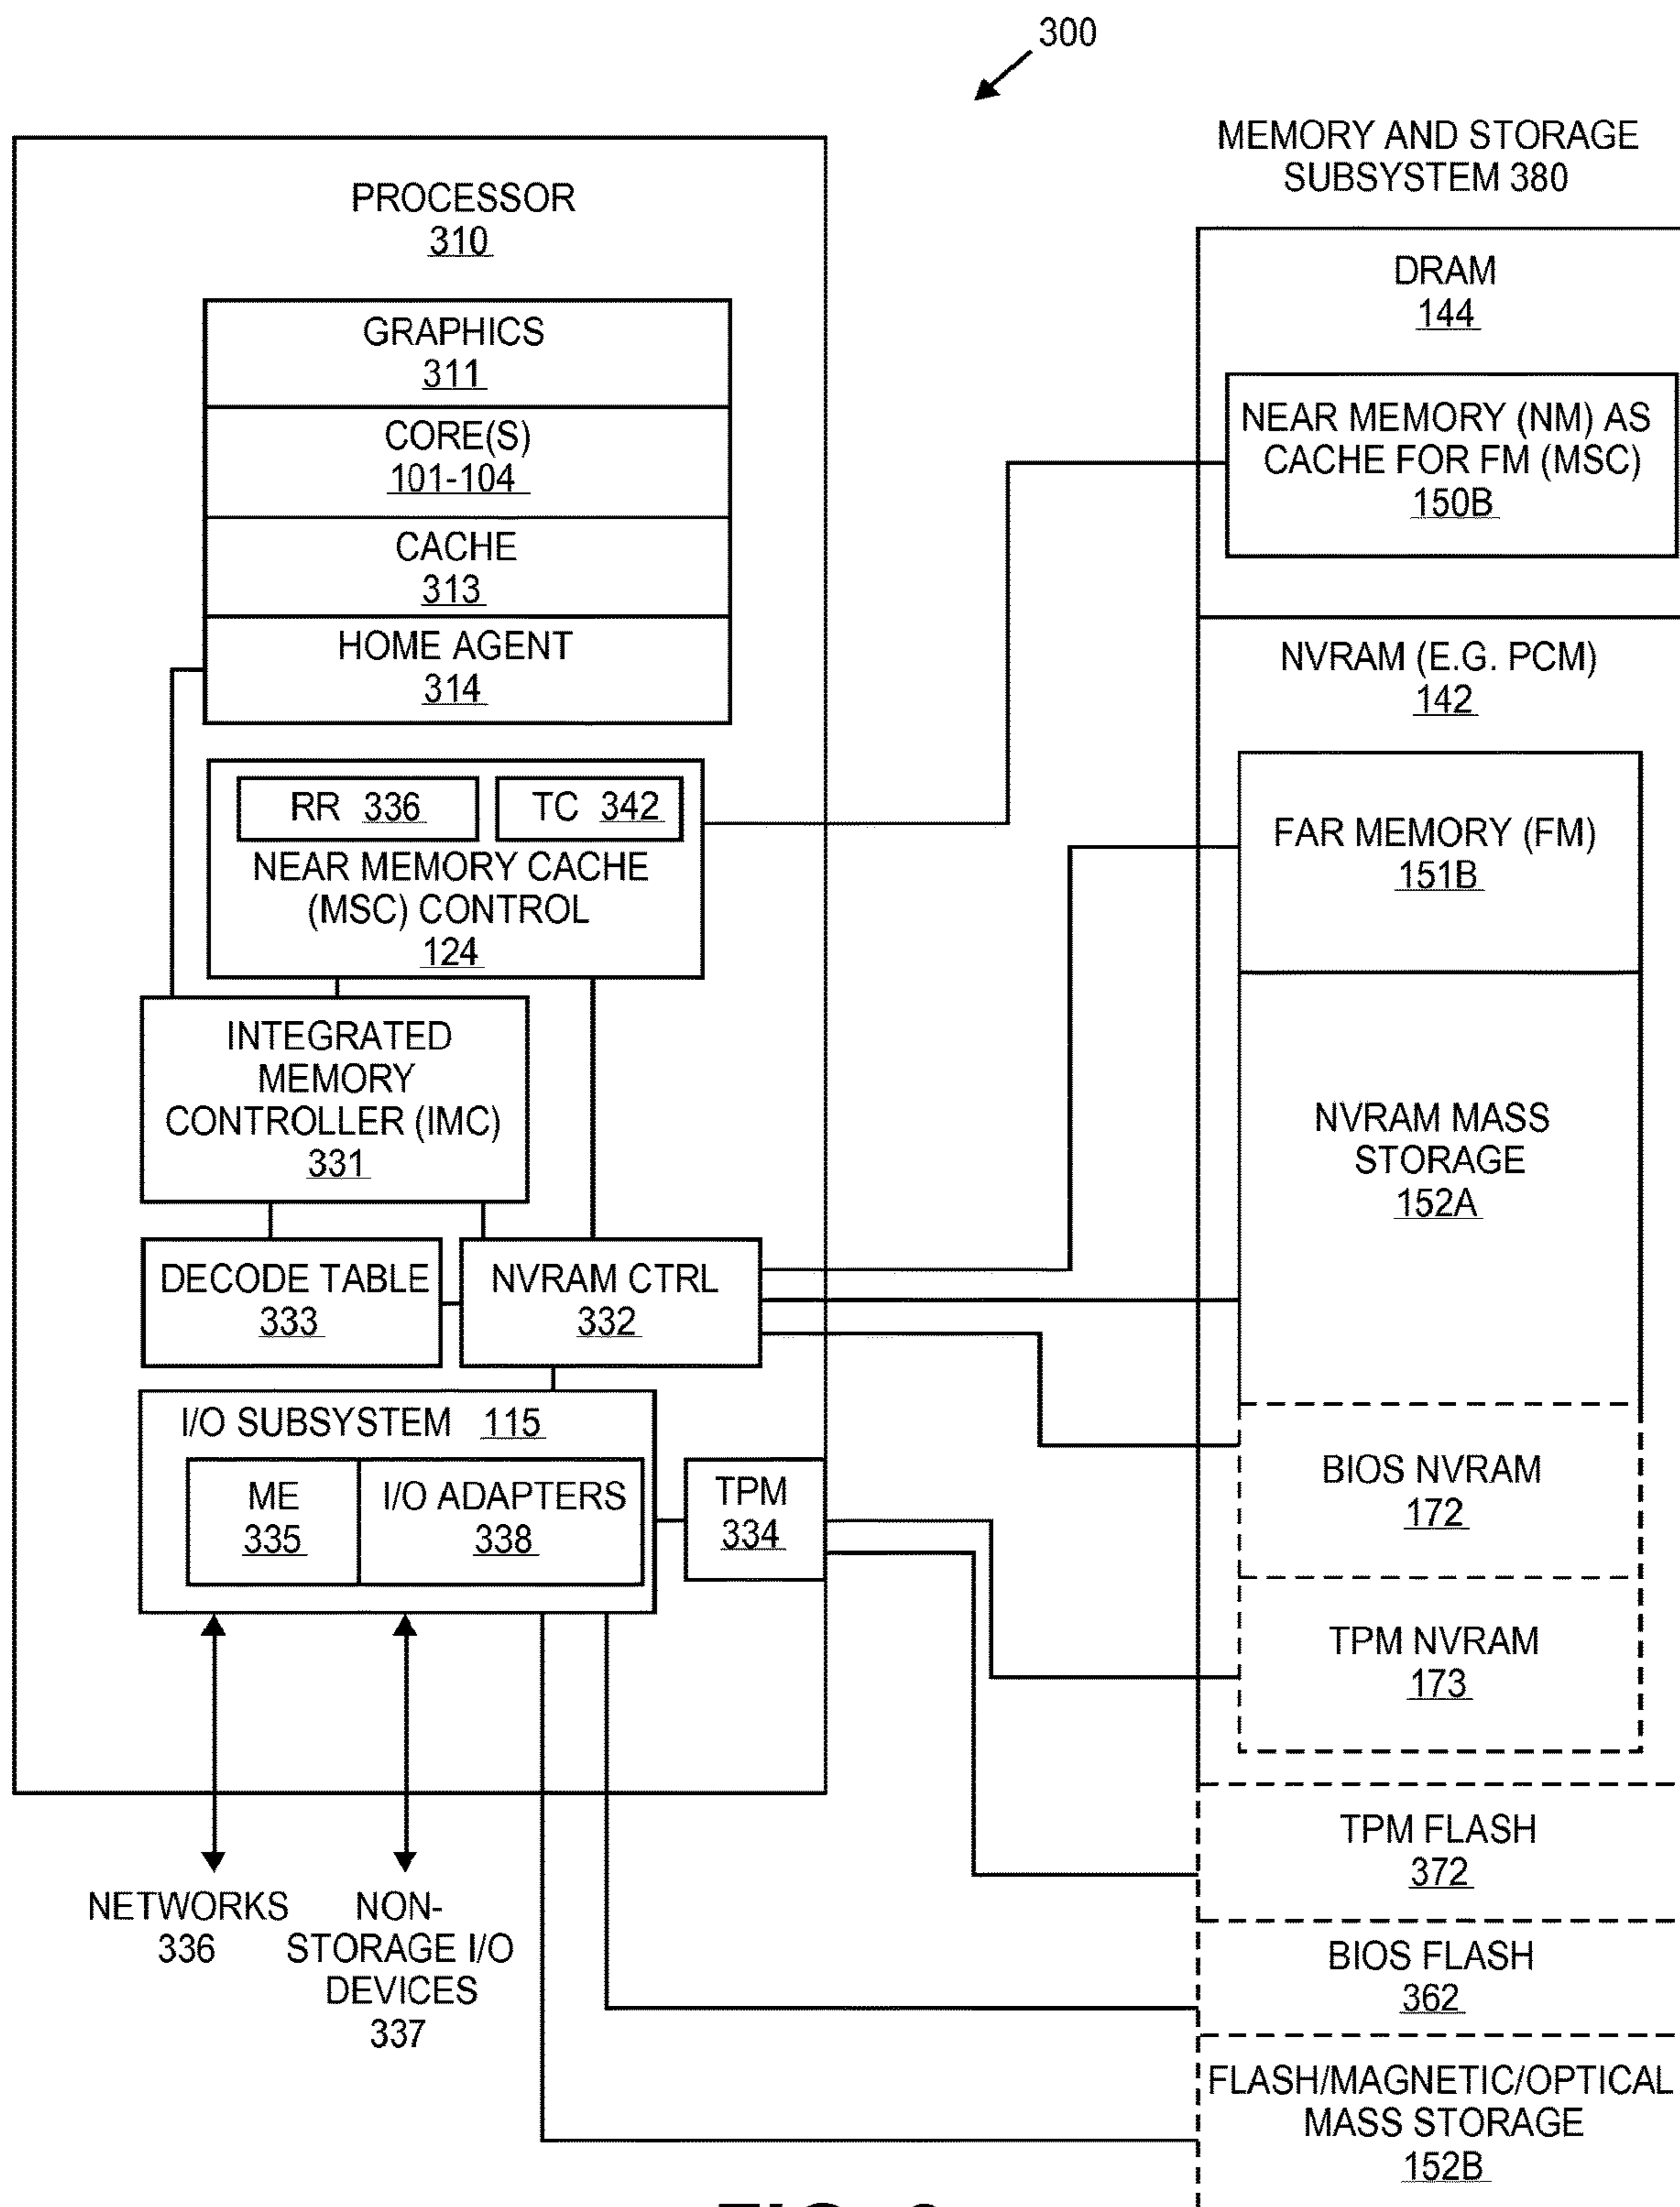 300
PROCESSOR
310
GRAPHICS
311
CORE(S)
101-104
CACHE
313
HOME AGENT
314
RR 336
TC 342
NEAR MEMORY CACHE
(MSC) CONTROL
124
INTEGRATED
MEMORY
CONTROLLER (IMC)
331
DECODE TABLE
333
NVRAM CTRL
332
I/O SUBSYSTEM 115
ME
335
I/O ADAPTERS
338
TPM
334
NETWORKS
336
NON-
STORAGE I/O
DEVICES
337
MEMORY AND STORAGE
SUBSYSTEM 380
DRAM
144
NEAR MEMORY (NM) AS
CACHE FOR FM (MSC)
150B
NVRAM (E.G. PCM)
142
FAR MEMORY (FM)
151B
NVRAM MASS
STORAGE
152A
BIOS NVRAM
172
TPM NVRAM
173
TPM FLASH
372
BIOS FLASH
362
FLASH/MAGNETIC/OPTICAL
MASS STORAGE
152B